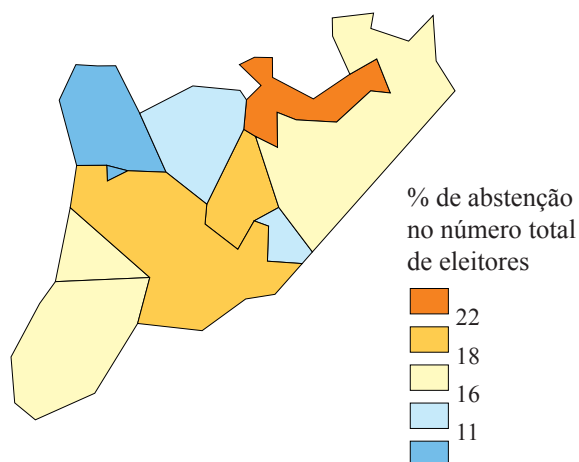 % de abstenção
no número total
de eleitores
22
18
16
11